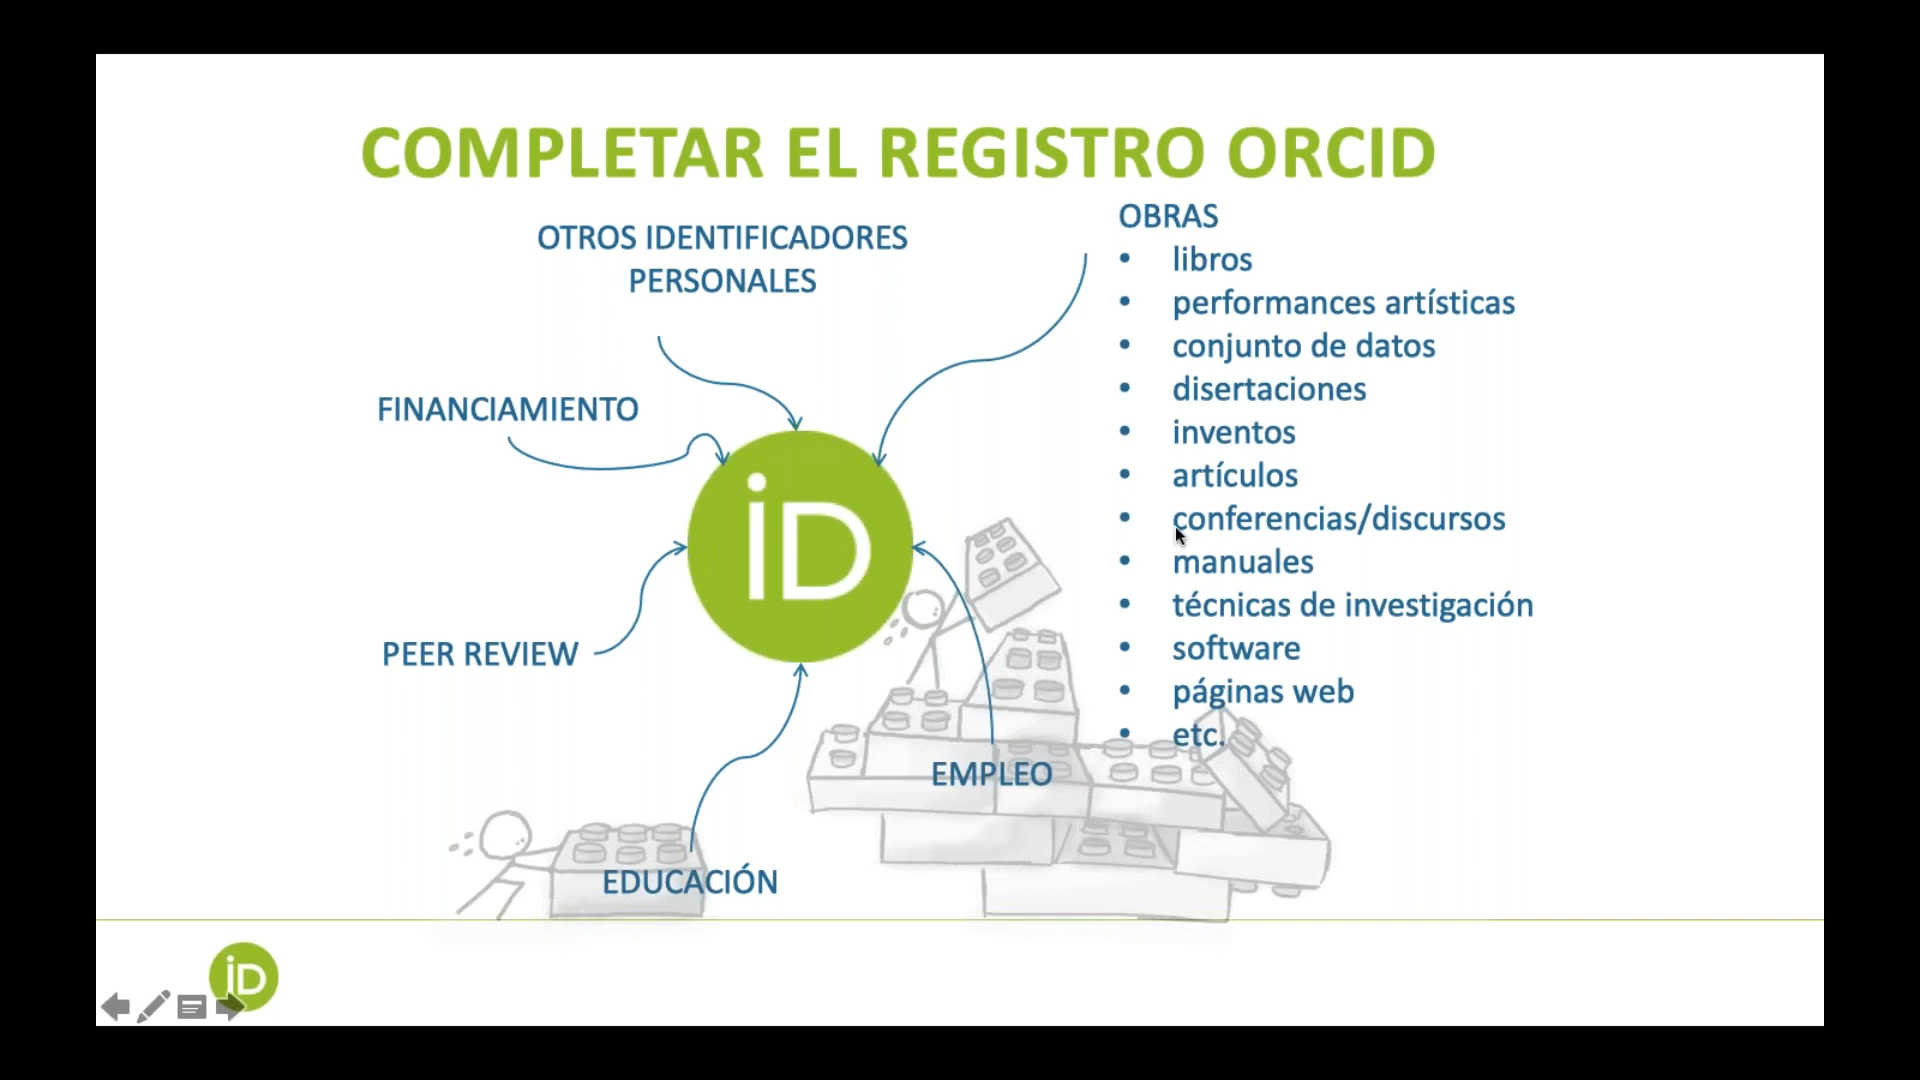 COMPLETAR EL REGISTRO ORCID
OTROS IDENTIFICADORES
PERSONALES
FINANCIAMIENTO
PEER REVIEW
EDUCACIÓN
EMPLEO
iD
OBRAS
• libros
• performances artísticas
• conjunto de datos
• disertaciones
• inventos
• artículos
• conferencias/discursos
• manuales
• técnicas de investigación
• software
• páginas web
• etc.
iD